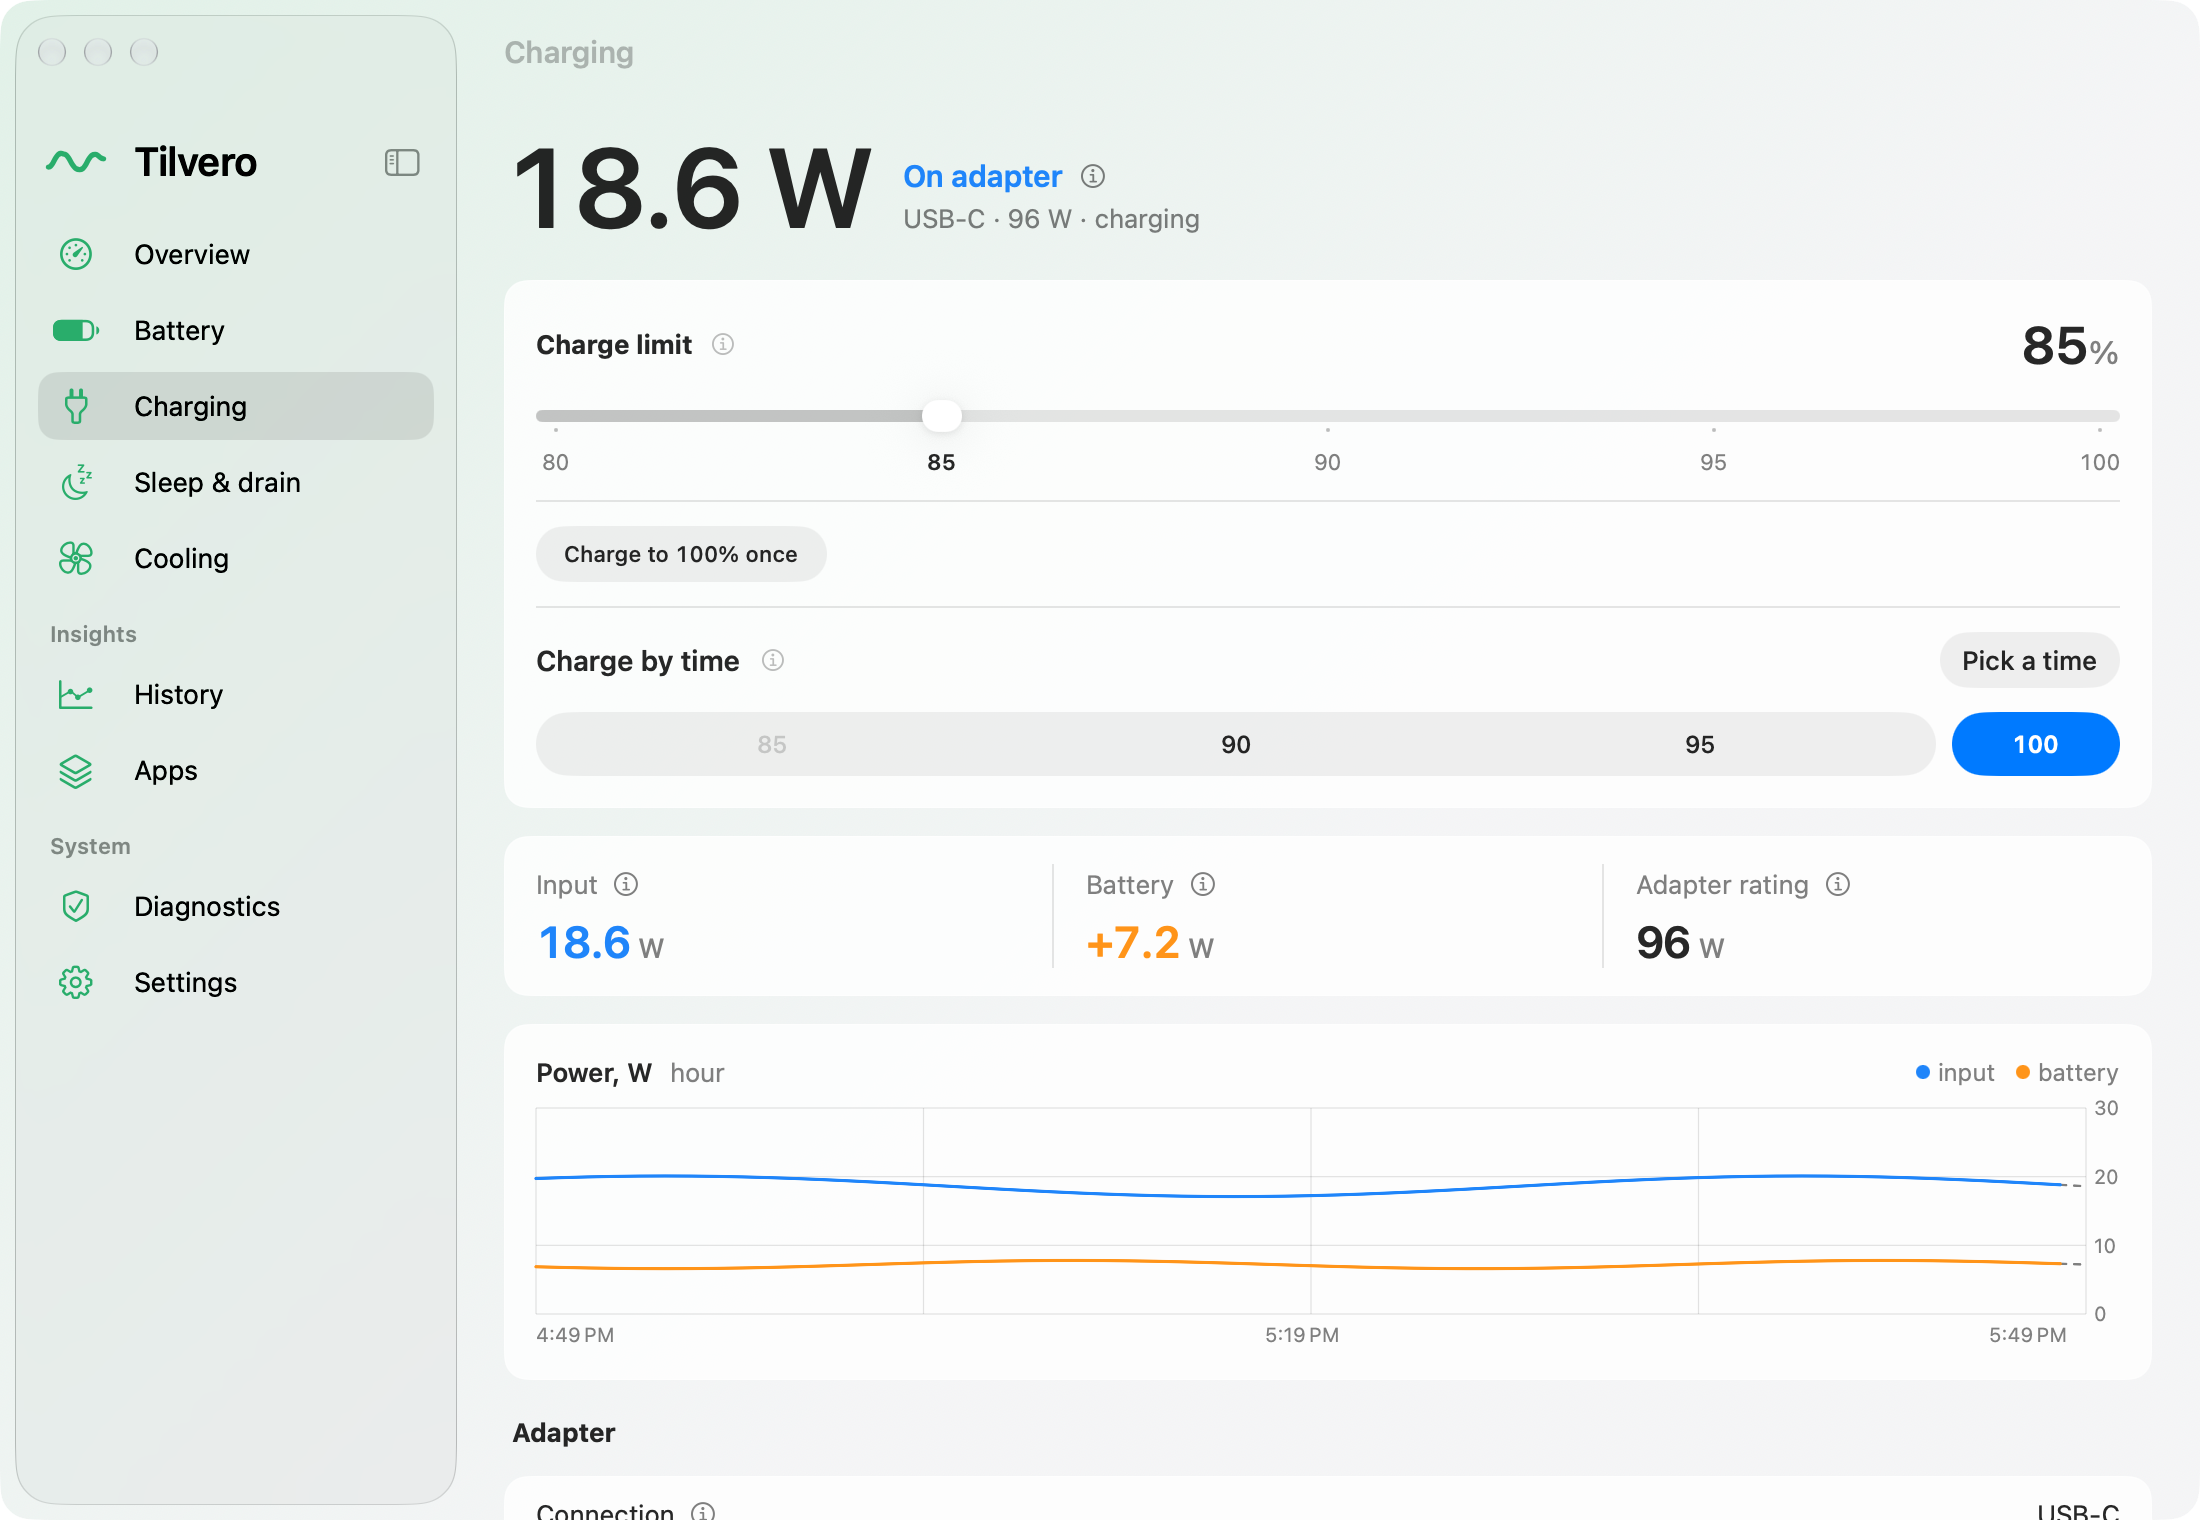 Charging
Tilvero
Overview
Battery
Charging
Sleep & drain
Cooling
Insights
History
Apps
System
Diagnostics
Settings
18.6 W
On adapter
USB-C · 96 W · charging
Charge limit
85%
80 85 90 95 100
Charge to 100% once
Charge by time
Pick a time
85 90 95 100
Input
18.6 W
Battery
+7.2 W
Adapter rating
96 W
Power, W hour
input battery
30
20
10
0
4:49 PM 5:19 PM 5:49 PM
Adapter
Connection USB-C